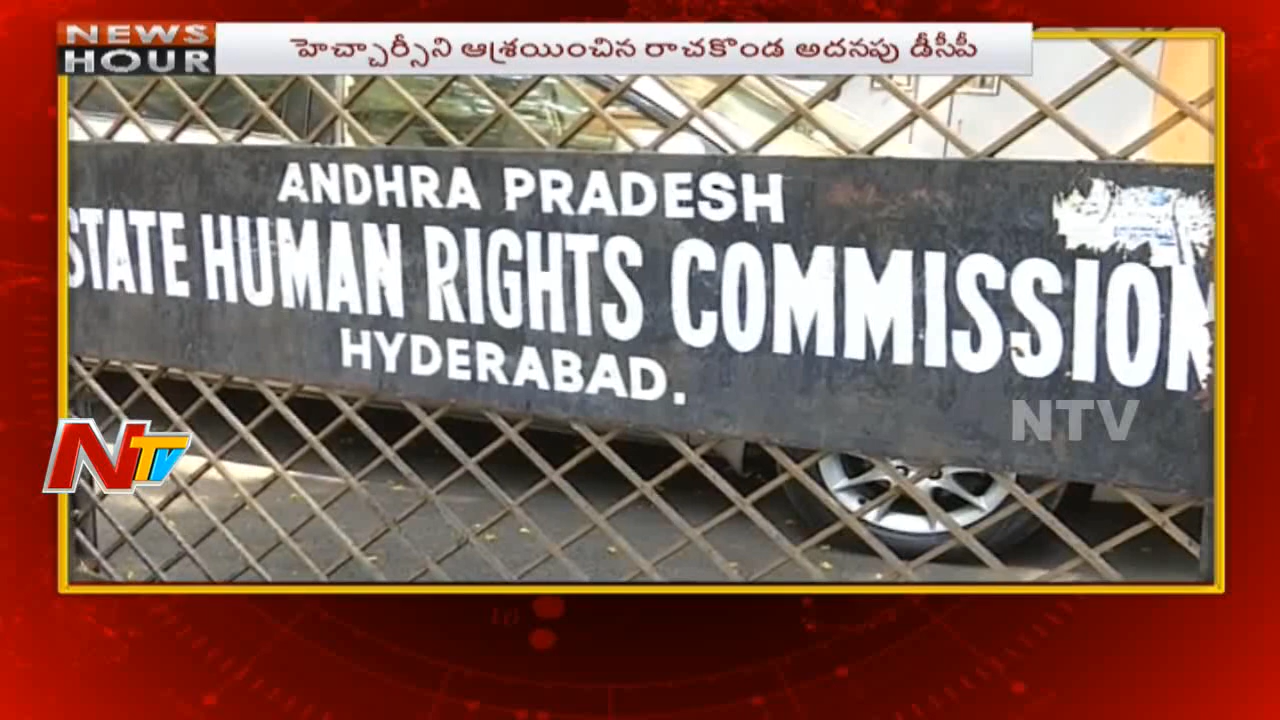 NEWS
HOUR
హెచ్చార్సీని ఆశ్రయించిన రాచకొండ అదనపు డీసీపీ
ANDHRA PRADESH
STATE HUMAN RIGHTS COMMISSION
HYDERABAD.
NTV
NTV